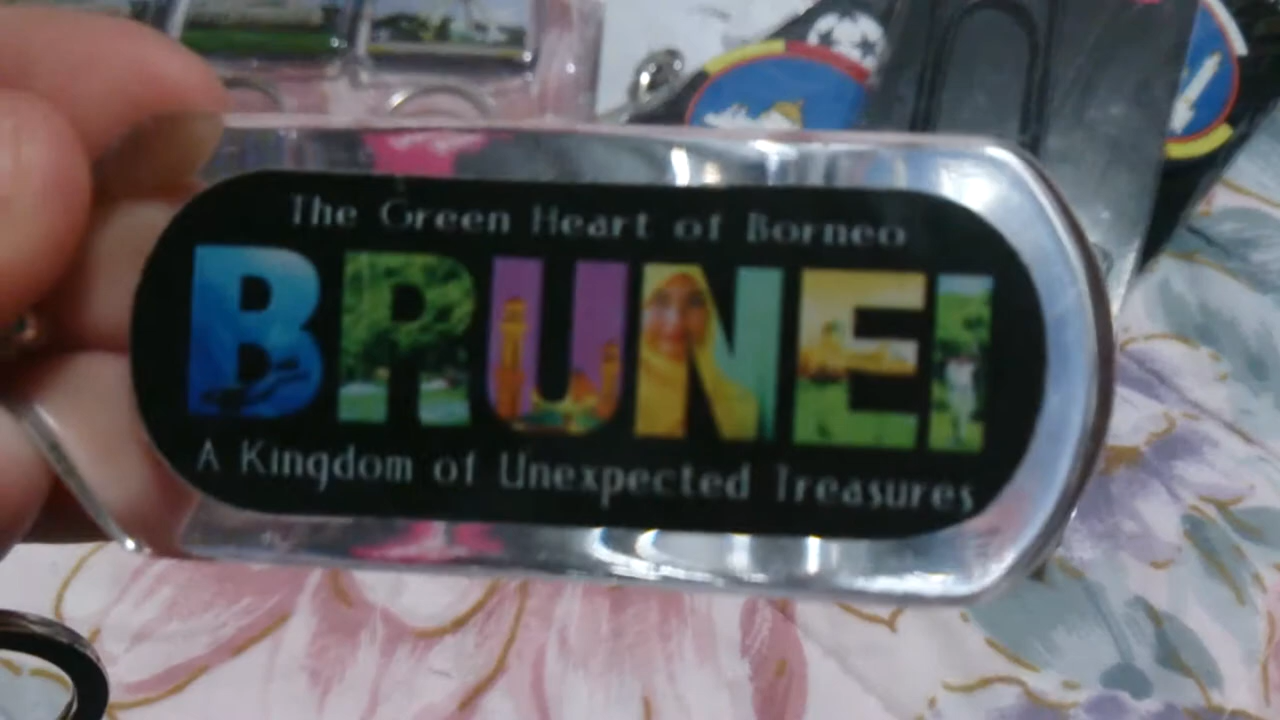 The Green Heart of Borneo
BRUNEI
A Kingdom of Unexpected Treasures